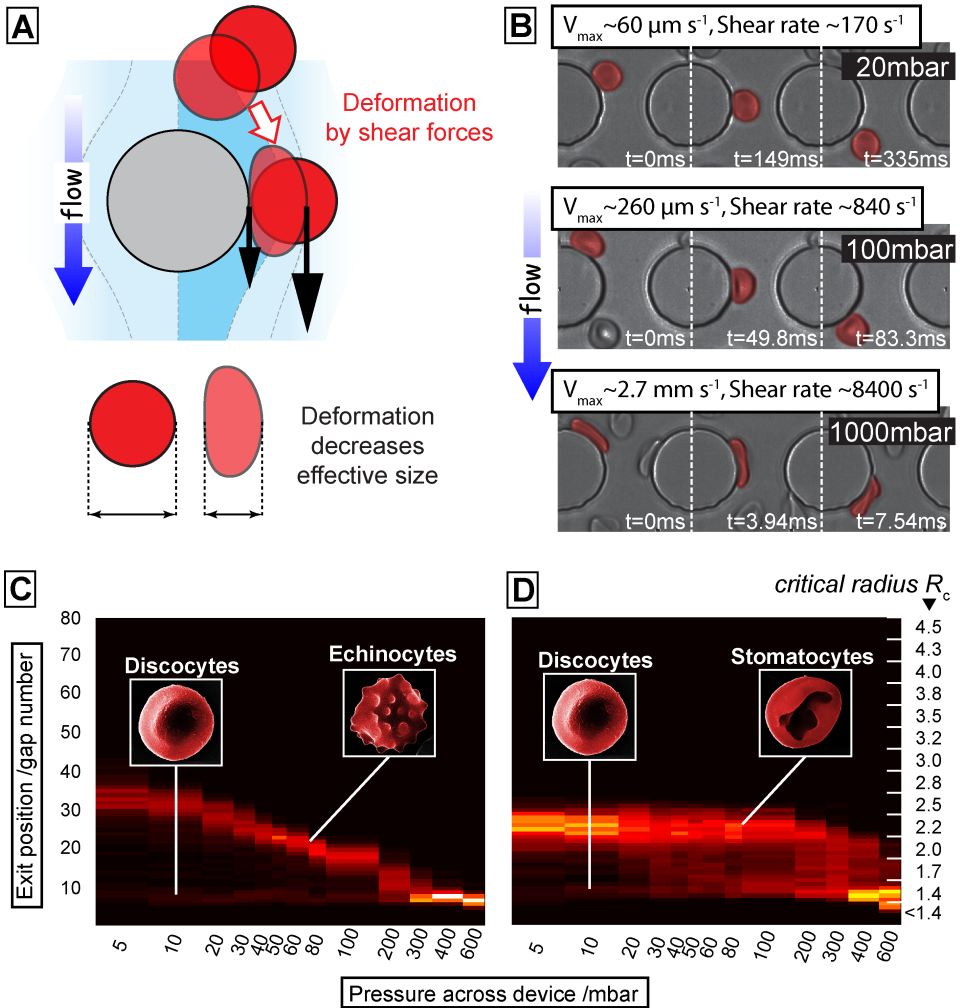 A
flow
Deformation
by shear forces
Deformation
decreases
effective size
B
Vmax~60 µm s-1, Shear rate ~170 s-1
20mbar
t=0ms
t=149ms
t=335ms
Vmax~260 µm s-1, Shear rate ~840 s-1
100mbar
flow
t=0ms
t=49.8ms
t=83.3ms
Vmax~2.7 mm s-1, Shear rate ~8400 s-1
1000mbar
t=0ms
t=3.94ms
t=7.54ms
C
Exit position /gap number
80
70
60
50
40
30
20
10
Discocytes
Echinocytes
5
10
20
30
40
50
60
80
100
200
300
400
600
D
critical radius Rc
Discocytes
Stomatocytes
4.5
4.3
4.0
3.8
3.5
3.2
3.0
2.8
2.5
2.2
2.0
1.7
1.4
<1.4
5
10
20
30
40
50
60
80
100
200
300
400
600
Pressure across device /mbar